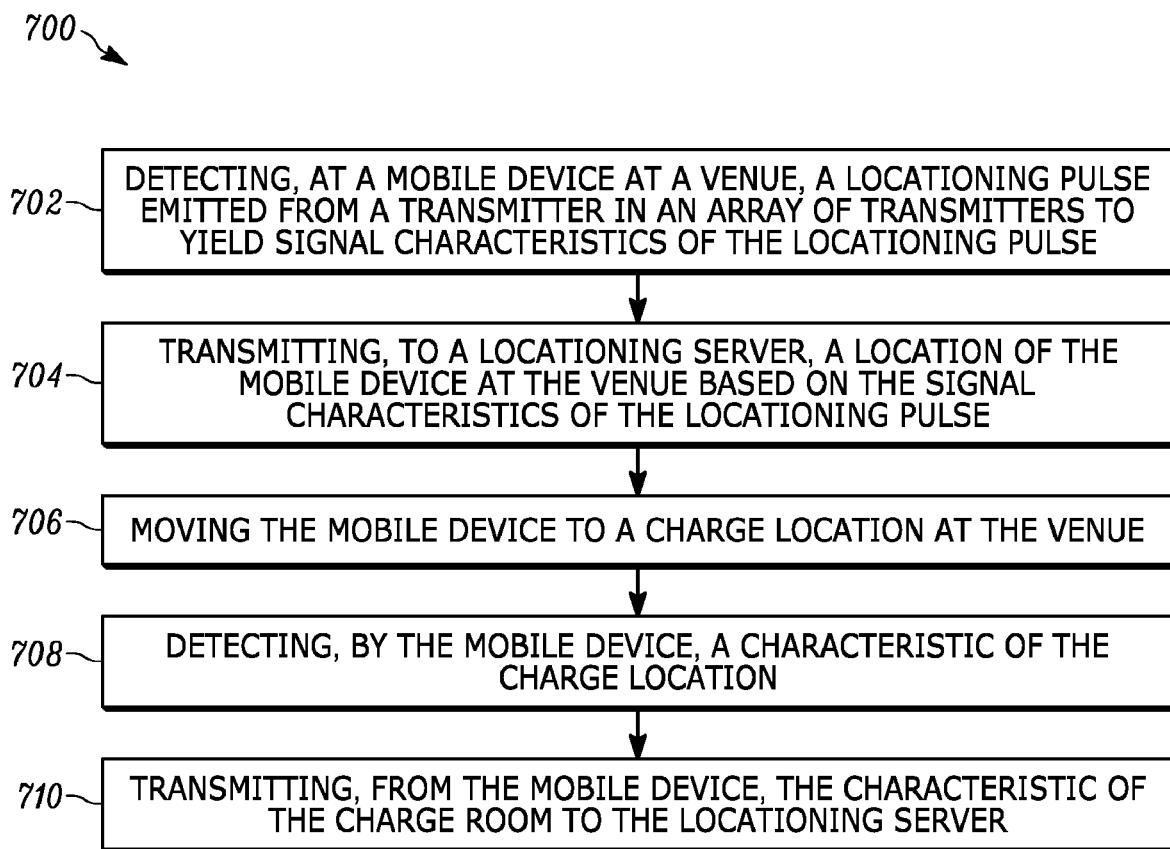 700
702
DETECTING, AT A MOBILE DEVICE AT A VENUE, A LOCATIONING PULSE
EMITTED FROM A TRANSMITTER IN AN ARRAY OF TRANSMITTERS TO
YIELD SIGNAL CHARACTERISTICS OF THE LOCATIONING PULSE
704
TRANSMITTING, TO A LOCATIONING SERVER, A LOCATION OF THE
MOBILE DEVICE AT THE VENUE BASED ON THE SIGNAL
CHARACTERISTICS OF THE LOCATIONING PULSE
706
MOVING THE MOBILE DEVICE TO A CHARGE LOCATION AT THE VENUE
708
DETECTING, BY THE MOBILE DEVICE, A CHARACTERISTIC OF THE
CHARGE LOCATION
710
TRANSMITTING, FROM THE MOBILE DEVICE, THE CHARACTERISTIC OF
THE CHARGE ROOM TO THE LOCATIONING SERVER